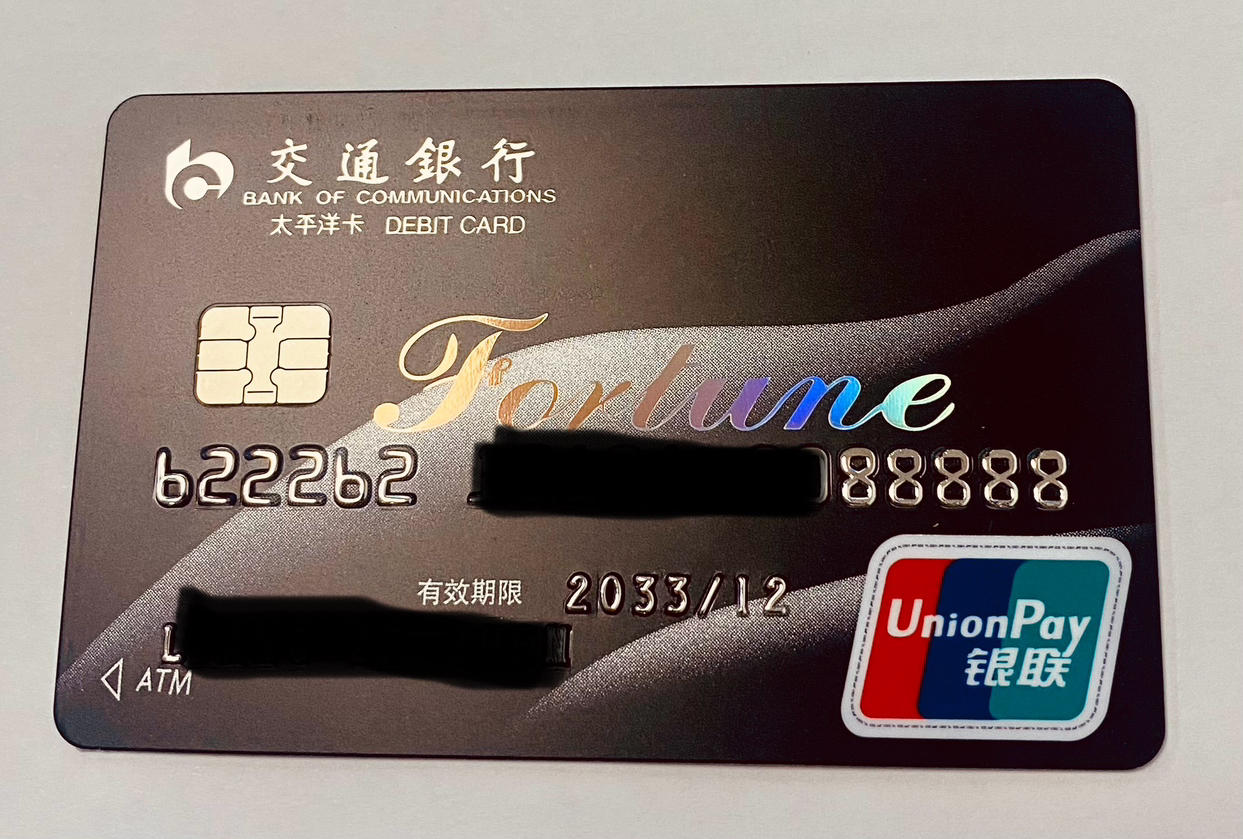 交通銀行
BANK OF COMMUNICATIONS
太平洋卡 DEBIT CARD
Fortune
622262 88888
有效期限 2033/12
ATM
UnionPay
银联